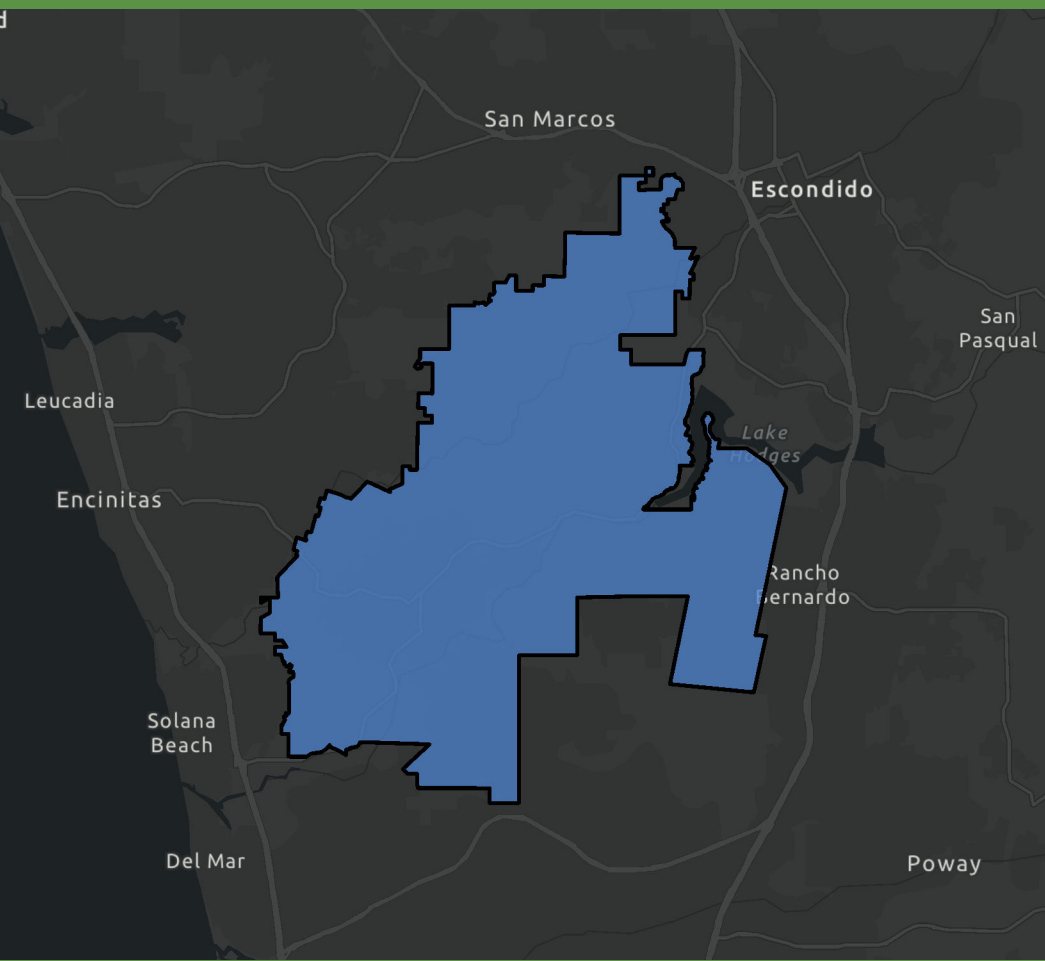 d
San Marcos
Escondido
San
Pasqual
Leucadia
Lake
Hodges
Encinitas
Rancho
Bernardo
Solana
Beach
Del Mar
Poway